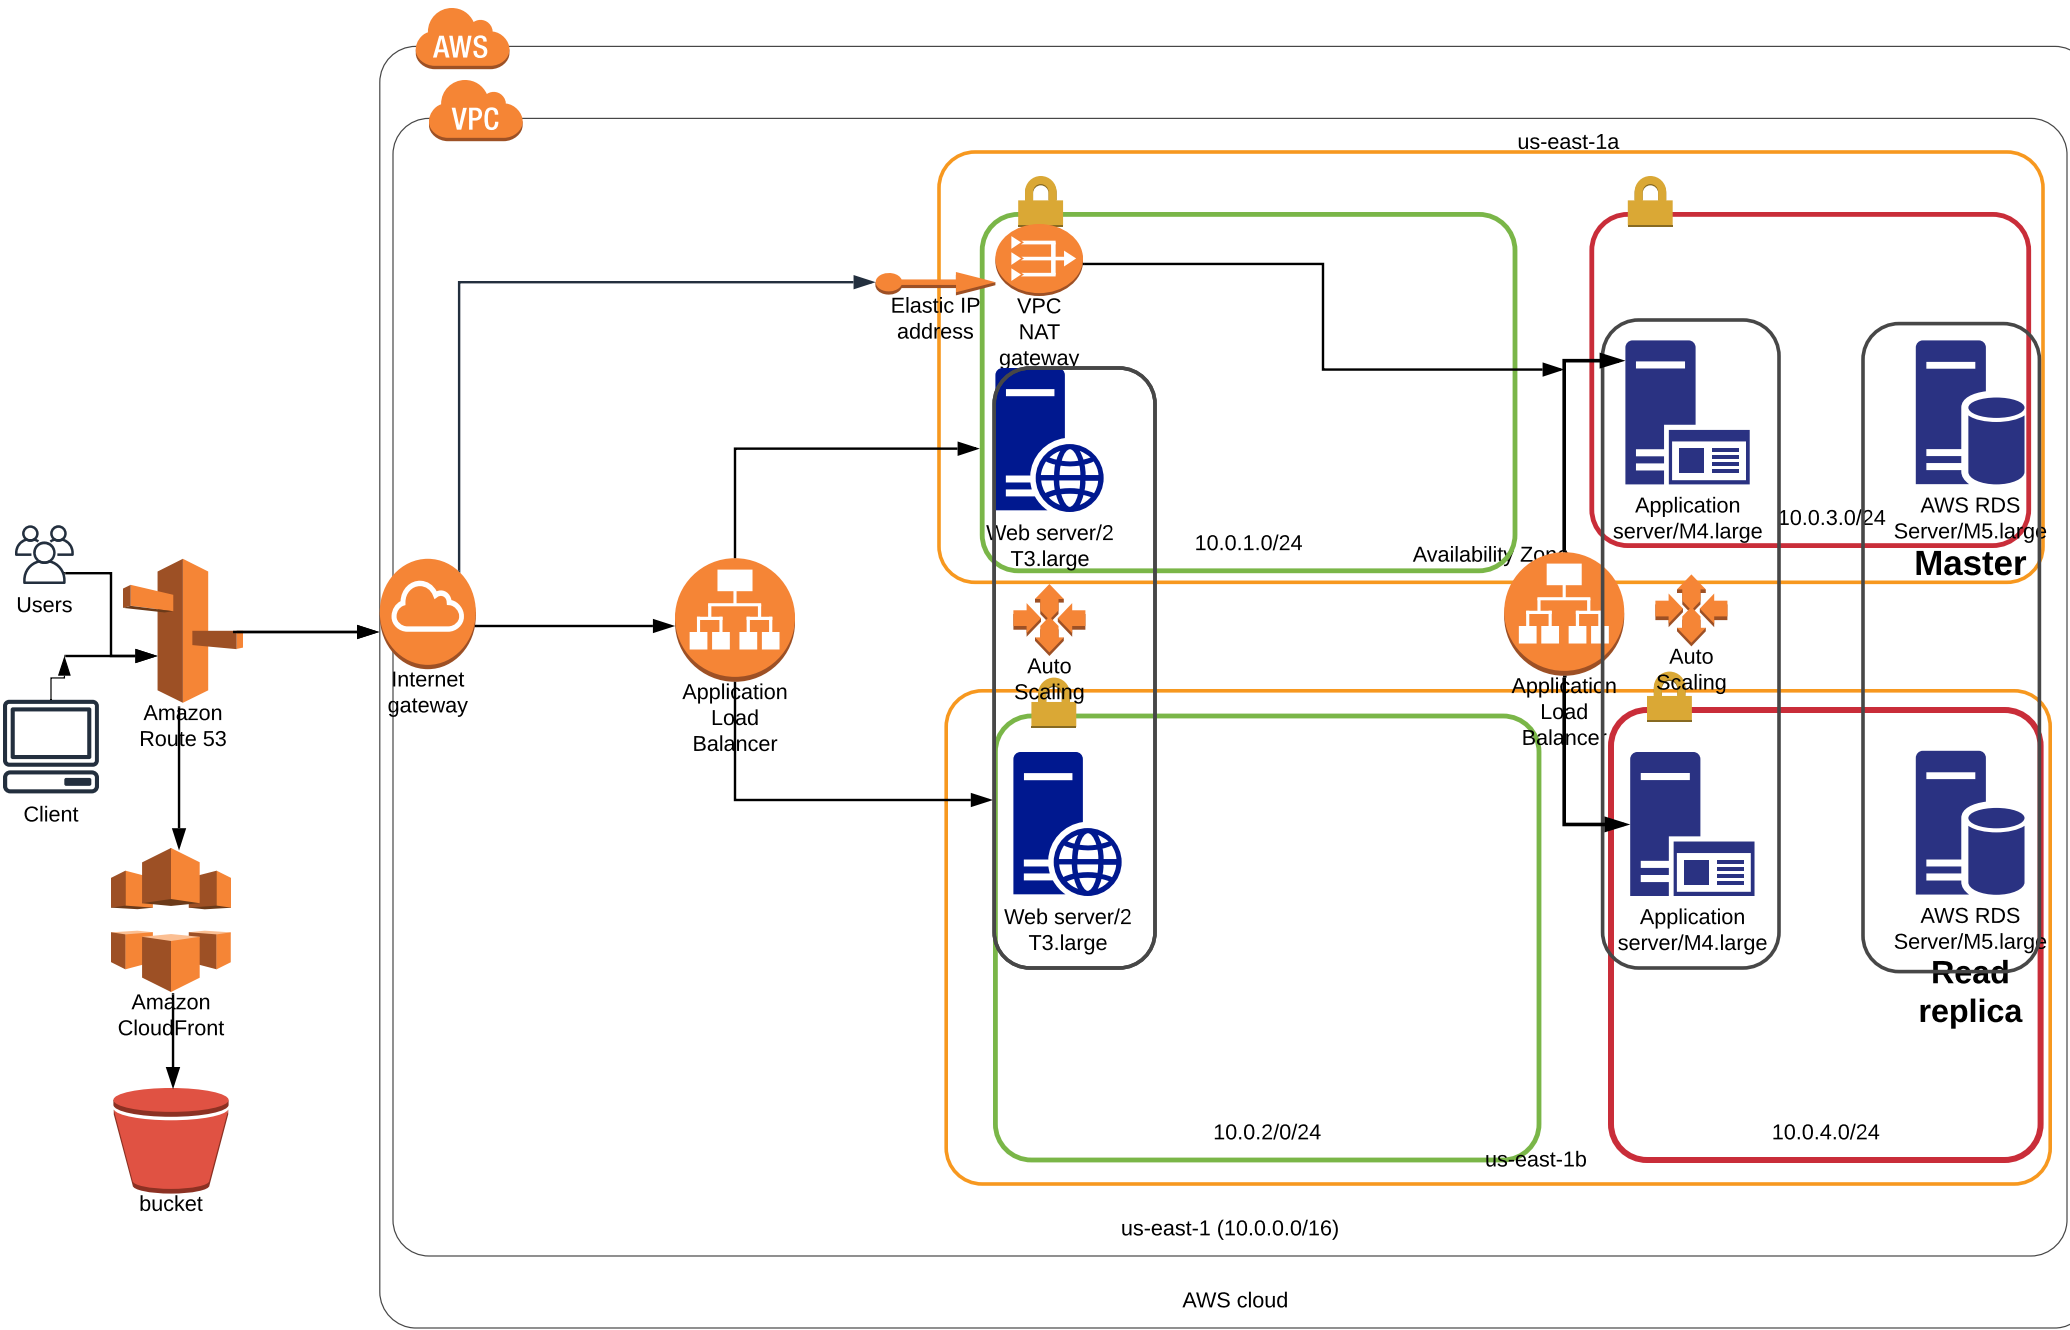 AWS
VPC
us-east-1a
Elastic IP
address
VPC
NAT
gateway
Web server/2
T3.large
10.0.1.0/24
Availability Zone
Application
server/M4.large
10.0.3.0/24
AWS RDS
Server/M5.large
Master
Users
Client
Amazon
Route 53
Internet
gateway
Application
Load
Balancer
Auto
Scaling
Application
Load
Balancer
Auto
Scaling
Web server/2
T3.large
Application
server/M4.large
AWS RDS
Server/M5.large
Read
replica
Amazon
CloudFront
bucket
10.0.2/0/24
10.0.4.0/24
us-east-1b
us-east-1 (10.0.0.0/16)
AWS cloud